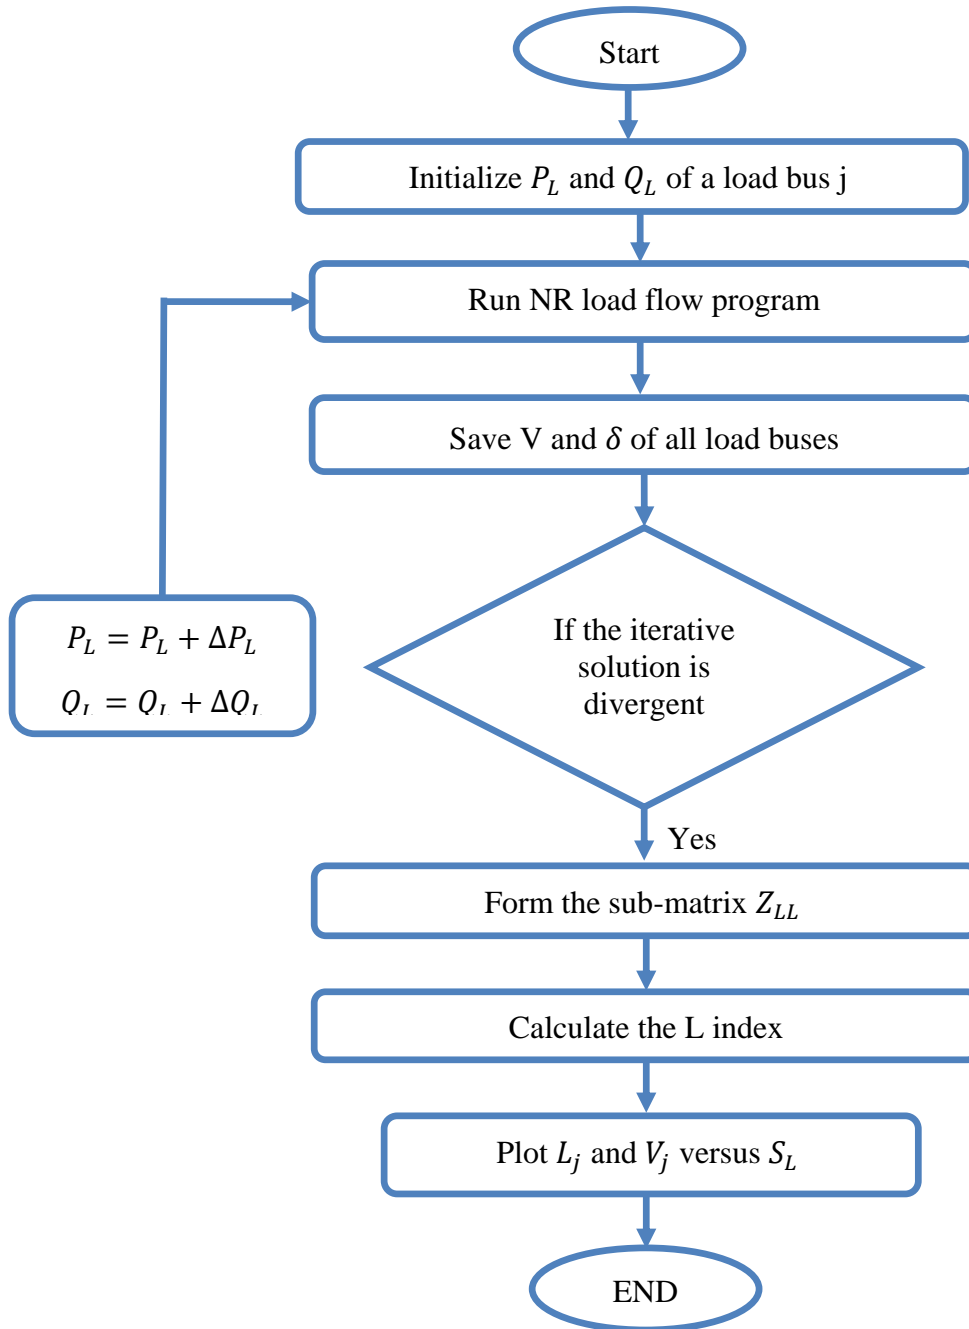 Start
Initialize P_L and Q_L of a load bus j
Run NR load flow program
Save V and δ of all load buses
P_L = P_L + ΔP_L
Q_L = Q_L + ΔQ_L
If the iterative
solution is
divergent
Yes
Form the sub-matrix Z_LL
Calculate the L index
Plot L_j and V_j versus S_L
END